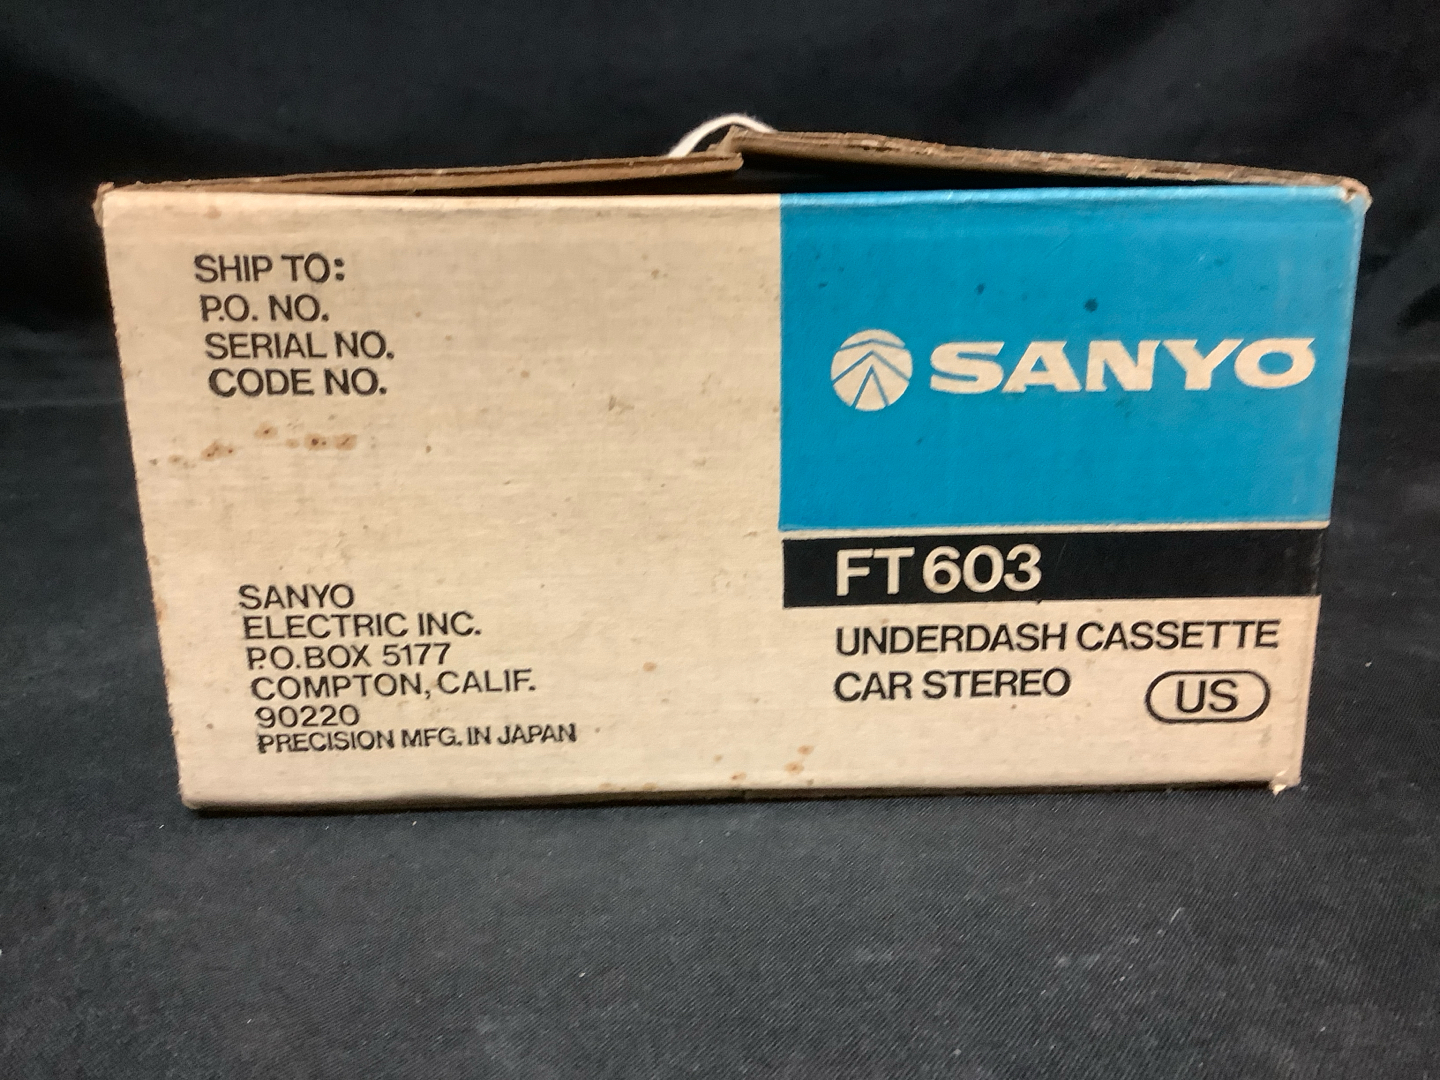 SHIP TO:
P.O. NO.
SERIAL NO.
CODE NO.
SANYO
ELECTRIC INC.
P.O.BOX 5177
COMPTON, CALIF.
90220
PRECISION MFG. IN JAPAN
SANYO
FT 603
UNDERDASH CASSETTE
CAR STEREO
US